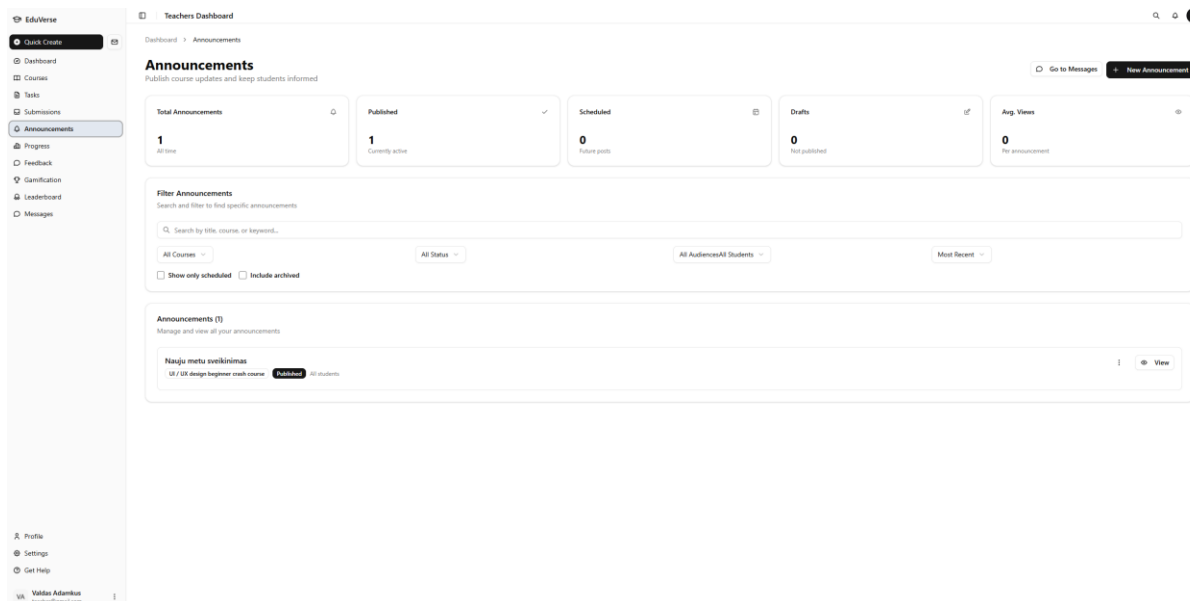 EduVerse
Quick Create
Dashboard
Courses
Tasks
Submissions
Announcements
Progress
Feedback
Gamification
Leaderboard
Messages
Profile
Settings
Get Help
VA
Valdas Adamkus
Teachers Dashboard
Dashboard > Announcements
Announcements
Publish course updates and keep students informed
Go to Messages
+ New Announcement
Total Announcements
1
All time
Published
1
Currently active
Scheduled
0
Future posts
Drafts
0
Not published
Avg. Views
0
Per announcement
Filter Announcements
Search and filter to find specific announcements
Search by title, course, or keyword...
All Courses
All Status
All AudiencesAll Students
Most Recent
Show only scheduled
Include archived
Announcements (1)
Manage and view all your announcements
Nauju metu sveikinimas
UI / UX design beginner crash course
Published
All students
View